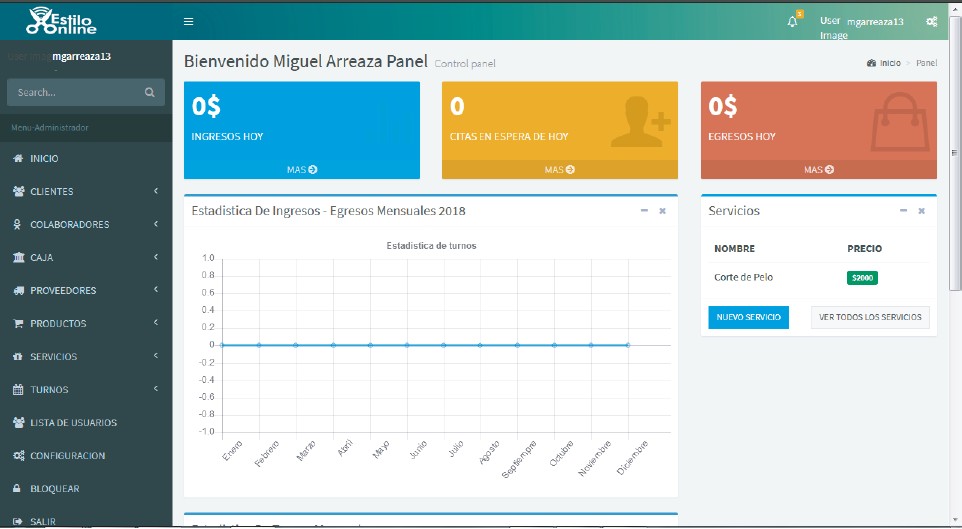 Estilo
Online
5
User
Image
mgarreaza13
mgarreaza13
Search...
Menu-Administrador
INICIO
CLIENTES
COLABORADORES
CAJA
PROVEEDORES
PRODUCTOS
SERVICIOS
TURNOS
LISTA DE USUARIOS
CONFIGURACION
BLOQUEAR
SALIR
Bienvenido Miguel Arreaza Panel Control panel
Inicio > Panel
0$
INGRESOS HOY
MAS
0
CITAS EN ESPERA DE HOY
MAS
0$
EGRESOS HOY
MAS
Estadistica De Ingresos - Egresos Mensuales 2018
Estadistica de turnos
1.0
0.8
0.6
0.4
0.2
0
-0.2
-0.4
-0.6
-0.8
-1.0
Enero
Febrero
Marzo
Abril
Mayo
Junio
Julio
Agosto
Septiempre
Octubre
Noviembre
Diciembre
Servicios
NOMBRE PRECIO
Corte de Pelo $2000
NUEVO SERVICIO VER TODOS LOS SERVICIOS